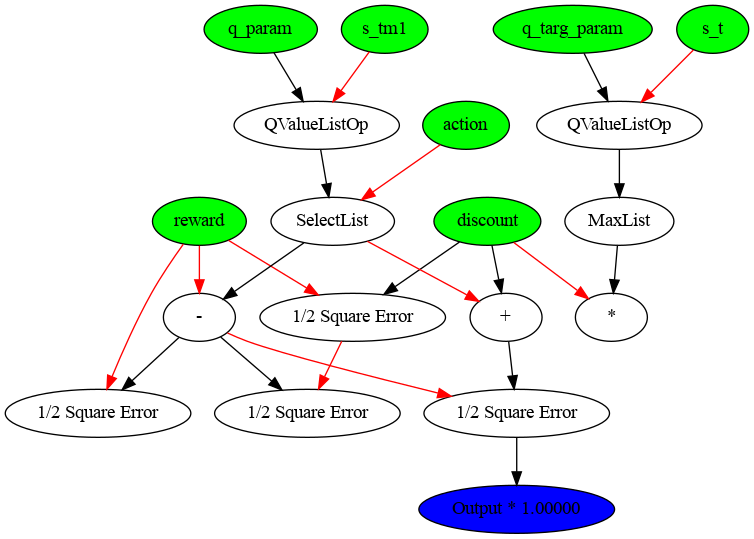 q_param
s_tm1
q_targ_param
s_t
QValueListOp
action
QValueListOp
reward
SelectList
discount
MaxList
-
1/2 Square Error
+
*
1/2 Square Error
1/2 Square Error
1/2 Square Error
Output * 1.00000